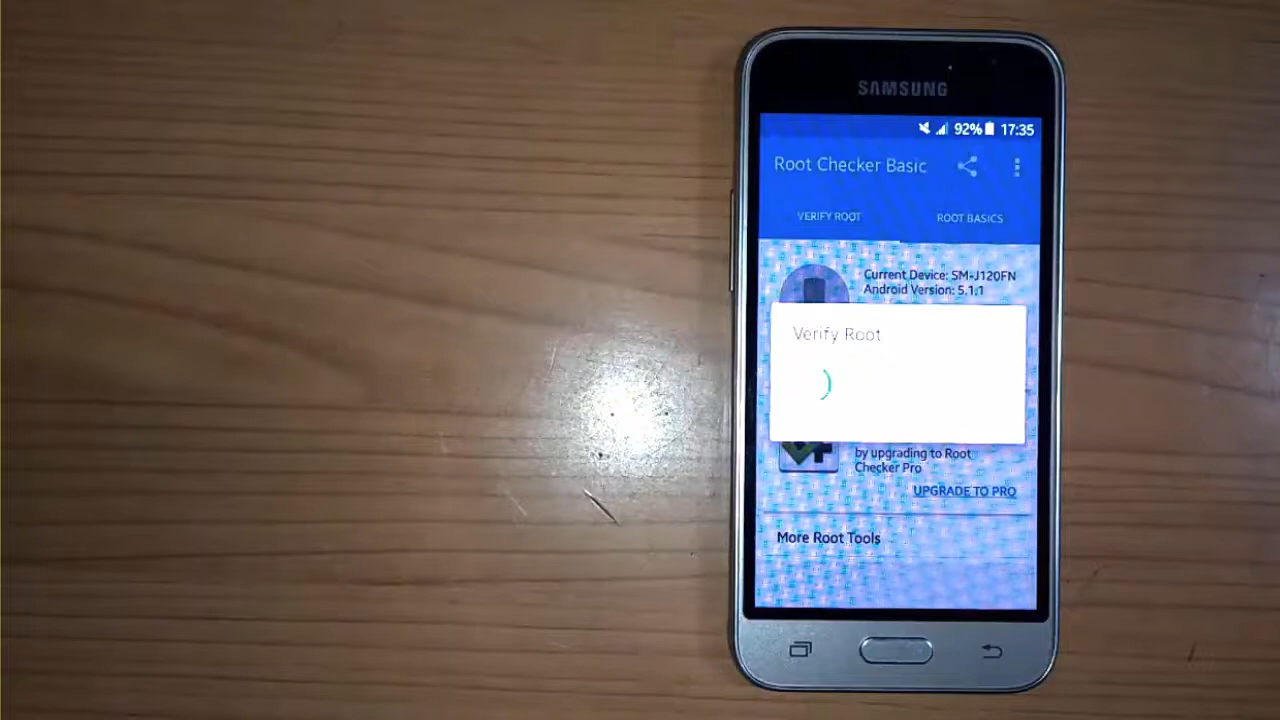 SAMSUNG
92% 17:35
Root Checker Basic
VERIFY ROOT
ROOT BASICS
Current Device: SM-J120FN
Android Version: 5.1.1
Verify Root
by upgrading to Root
Checker Pro
UPGRADE TO PRO
More Root Tools